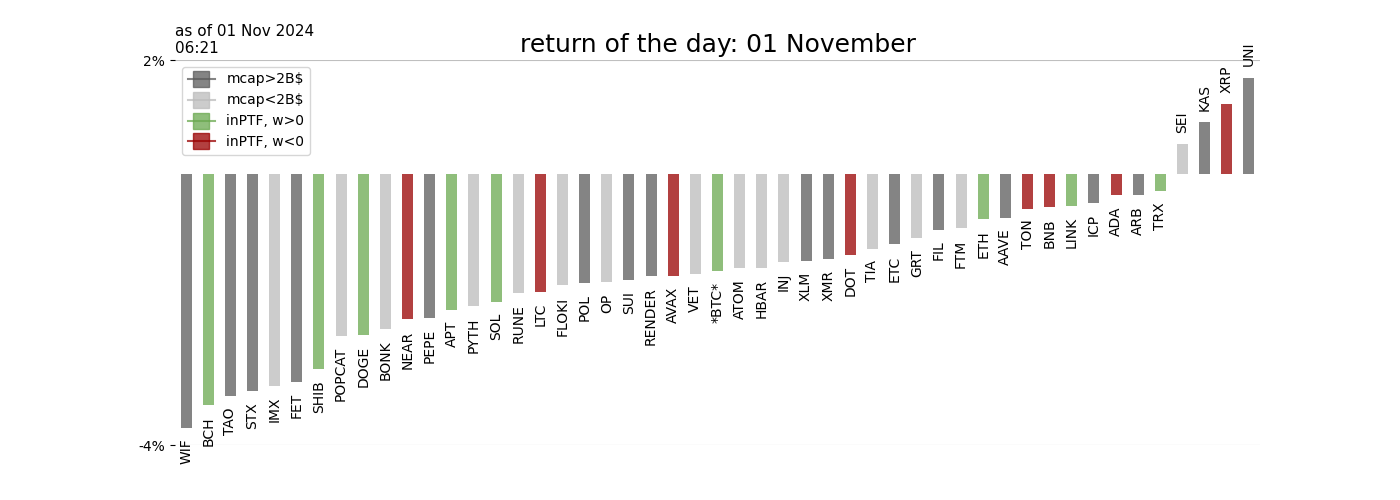 as of 01 Nov 2024
06:21
return of the day: 01 November
2%
-4%
mcap>2B$
mcap<2B$
inPTF, w>0
inPTF, w<0
WIF
BCH
TAO
STX
IMX
FET
SHIB
POPCAT
DOGE
BONK
NEAR
PEPE
APT
PYTH
SOL
RUNE
LTC
FLOKI
POL
OP
SUI
RENDER
AVAX
VET
*BTC*
ATOM
HBAR
INJ
XLM
XMR
DOT
TIA
ETC
GRT
FIL
FTM
ETH
AAVE
TON
BNB
LINK
ICP
ADA
ARB
TRX
SEI
KAS
XRP
UNI